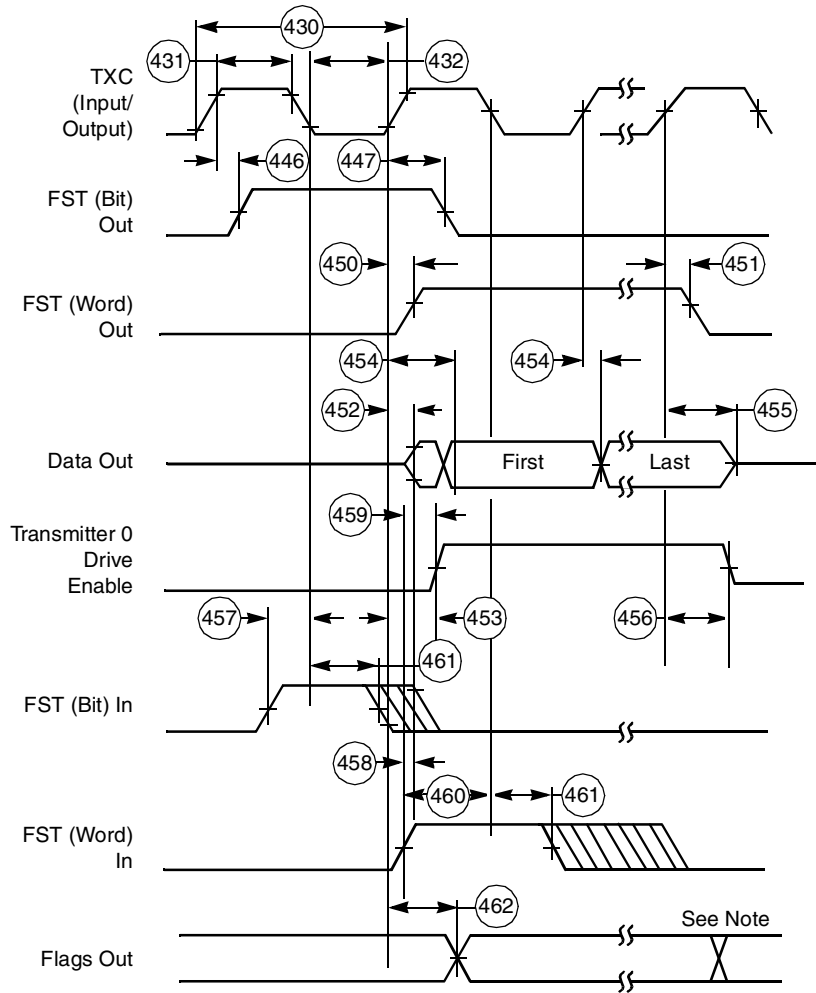 430
431
432
TXC
(Input/
Output)
446
447
FST (Bit)
Out
450
451
FST (Word)
Out
454
454
452
455
Data Out
First
Last
459
Transmitter 0
Drive
Enable
457
453
456
461
FST (Bit) In
458
460
461
FST (Word)
In
462
See Note
Flags Out